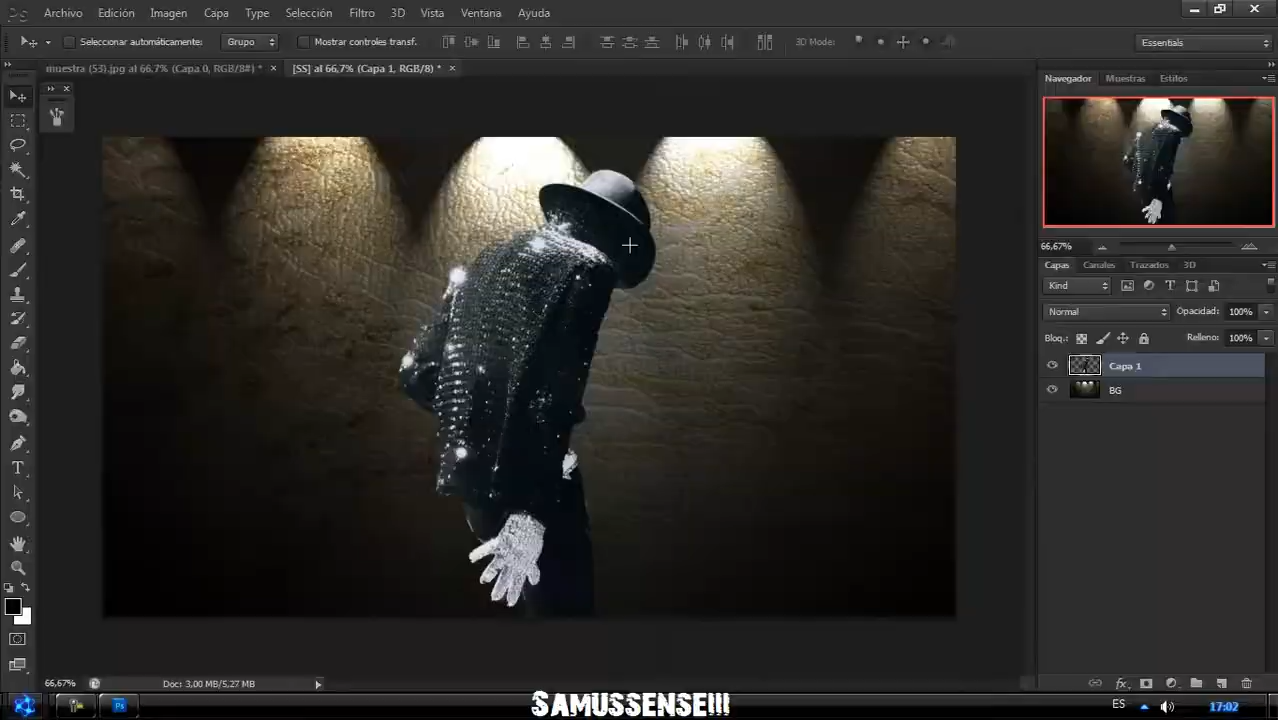 Archivo Edición Imagen Capa Type Selección Filtro 3D Vista Ventana Ayuda
Seleccionar automáticamente: Grupo Mostrar controles transf. 3D Mode: Essentials
muestra (53).jpg al 66,7% (Capa 0, RGB/8#) * × [SS] al 66,7% (Capa 1, RGB/8) * ×
Navegador Muestras Estilos
66,67%
Capas Canales Trazados 3D
Kind
Normal Opacidad: 100%
Bloq.: Relleno: 100%
Capa 1
BG
66,67% Doc: 3,00 MB/5,27 MB
SAMUSSENSE!!!
Ps ES 17:02